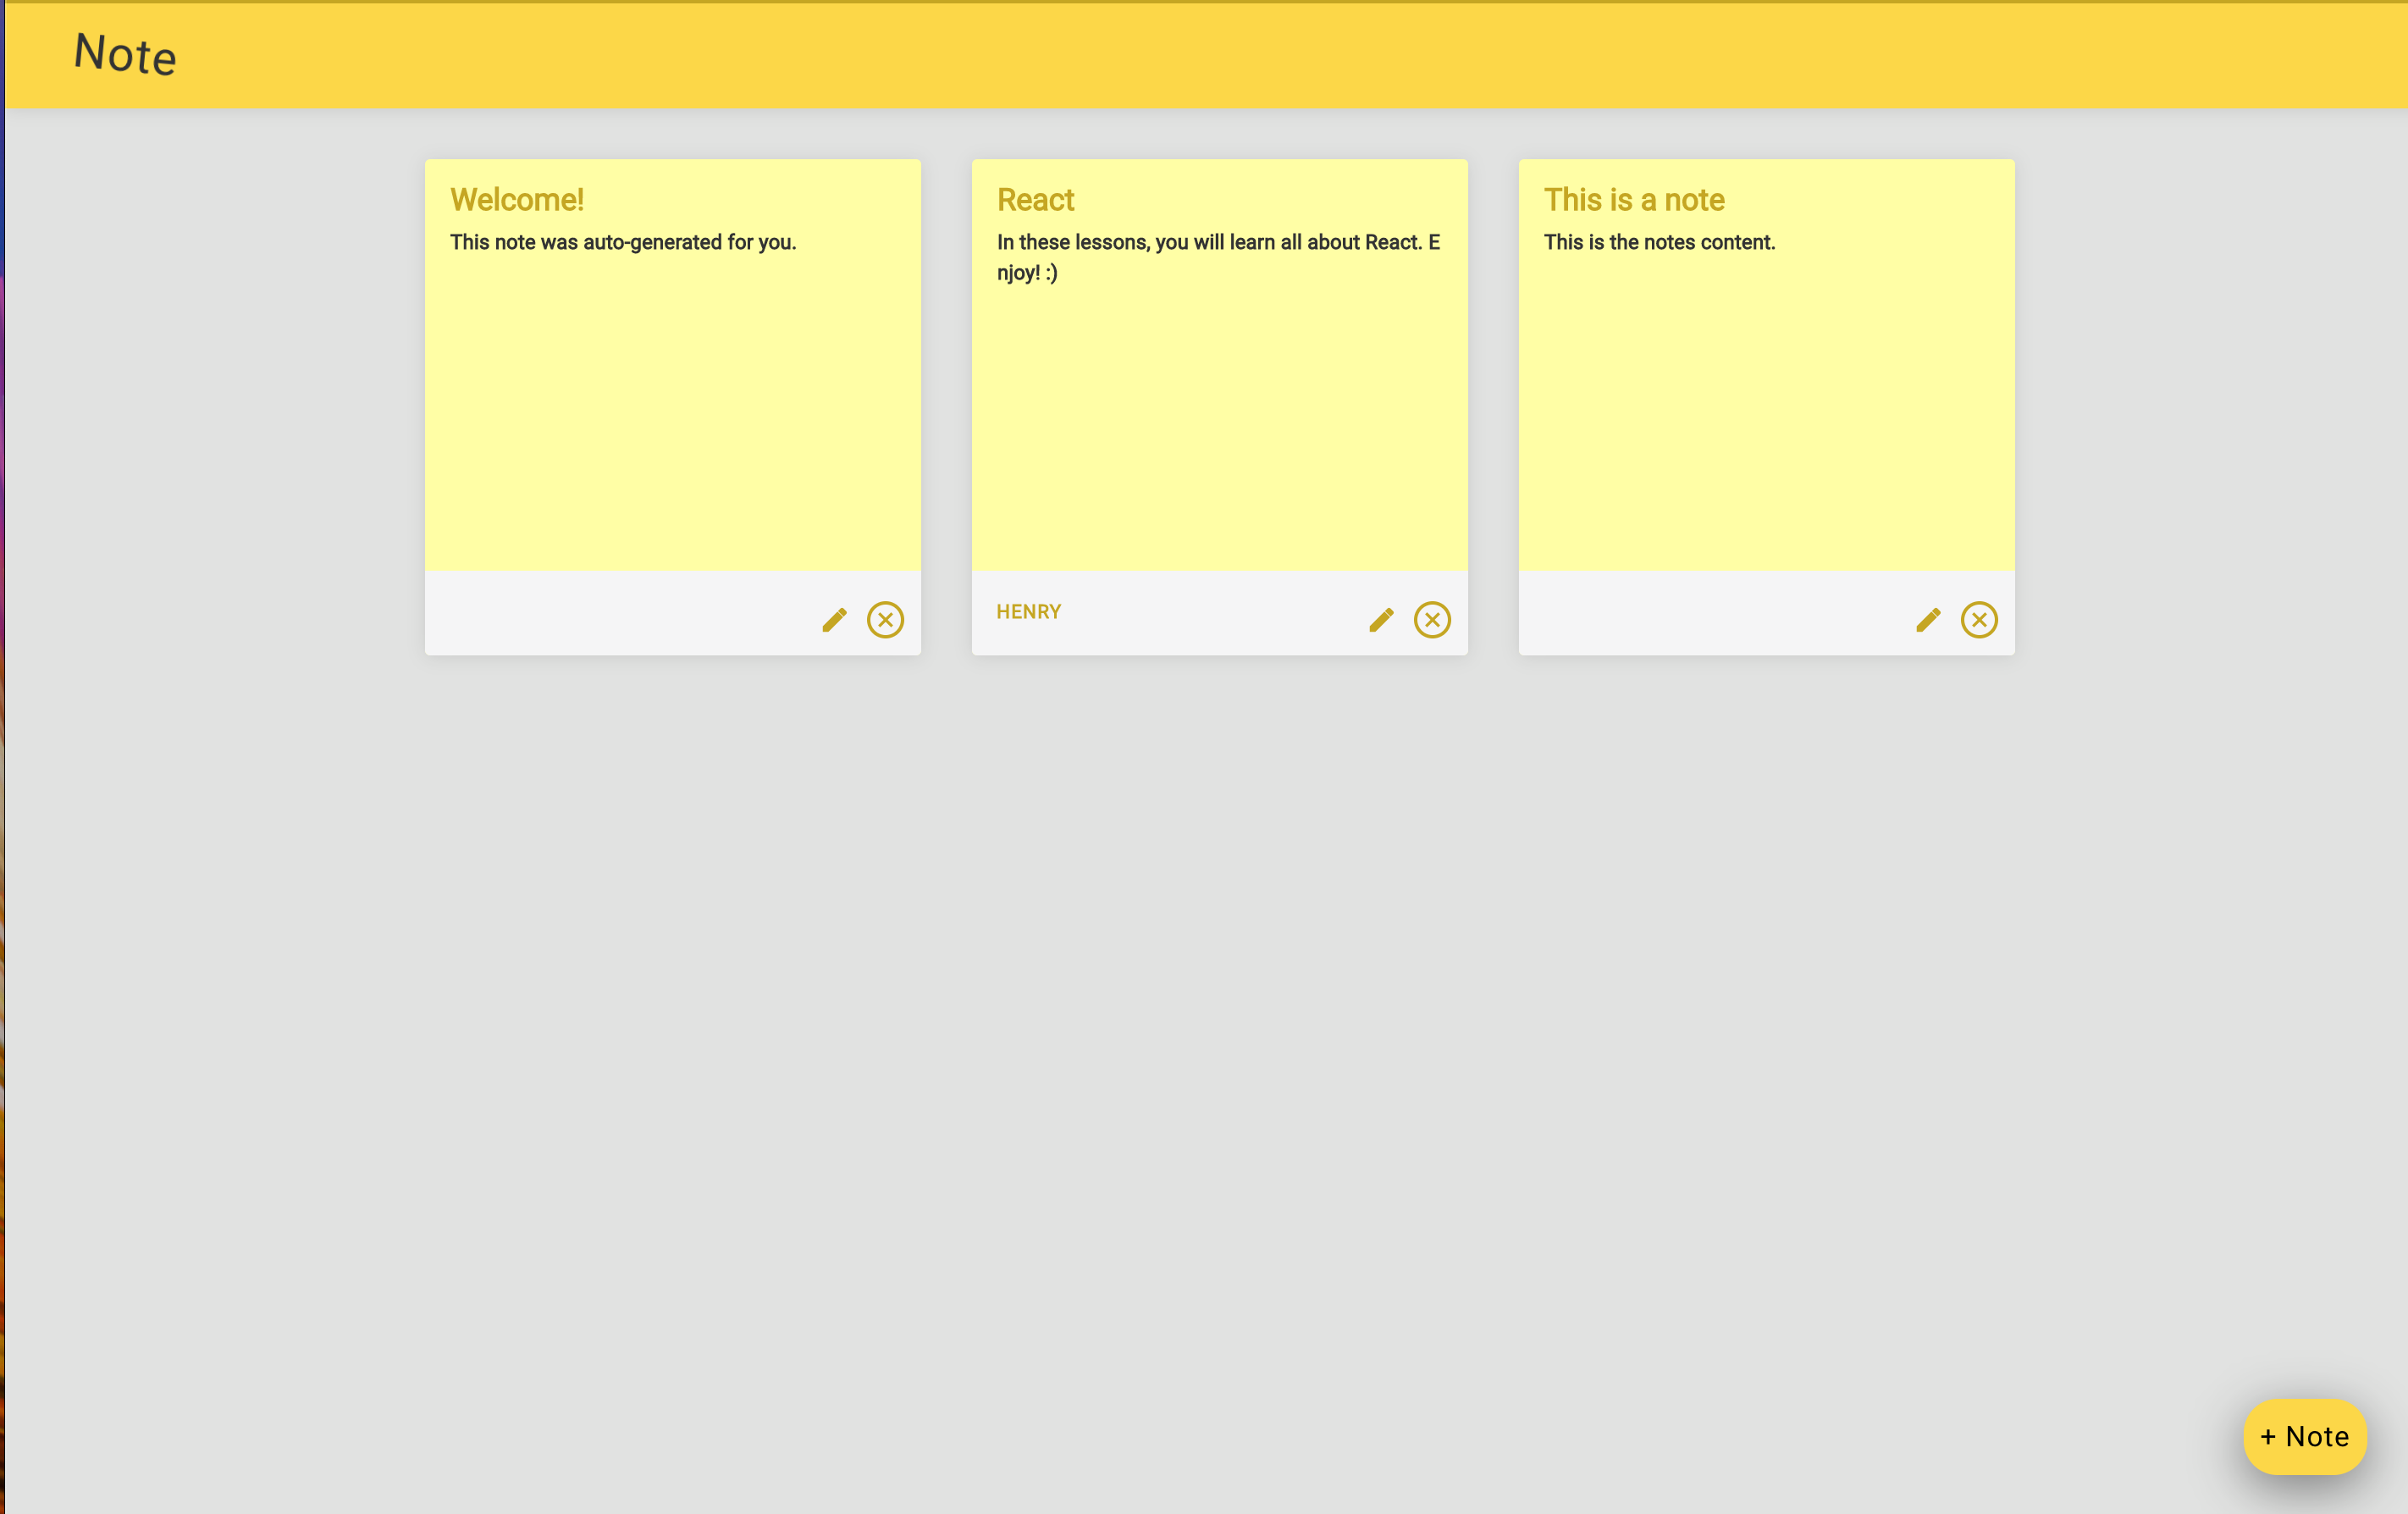 Note
Welcome!
This note was auto-generated for you.
React
In these lessons, you will learn all about React. E
njoy! :)
HENRY
This is a note
This is the notes content.
+ Note